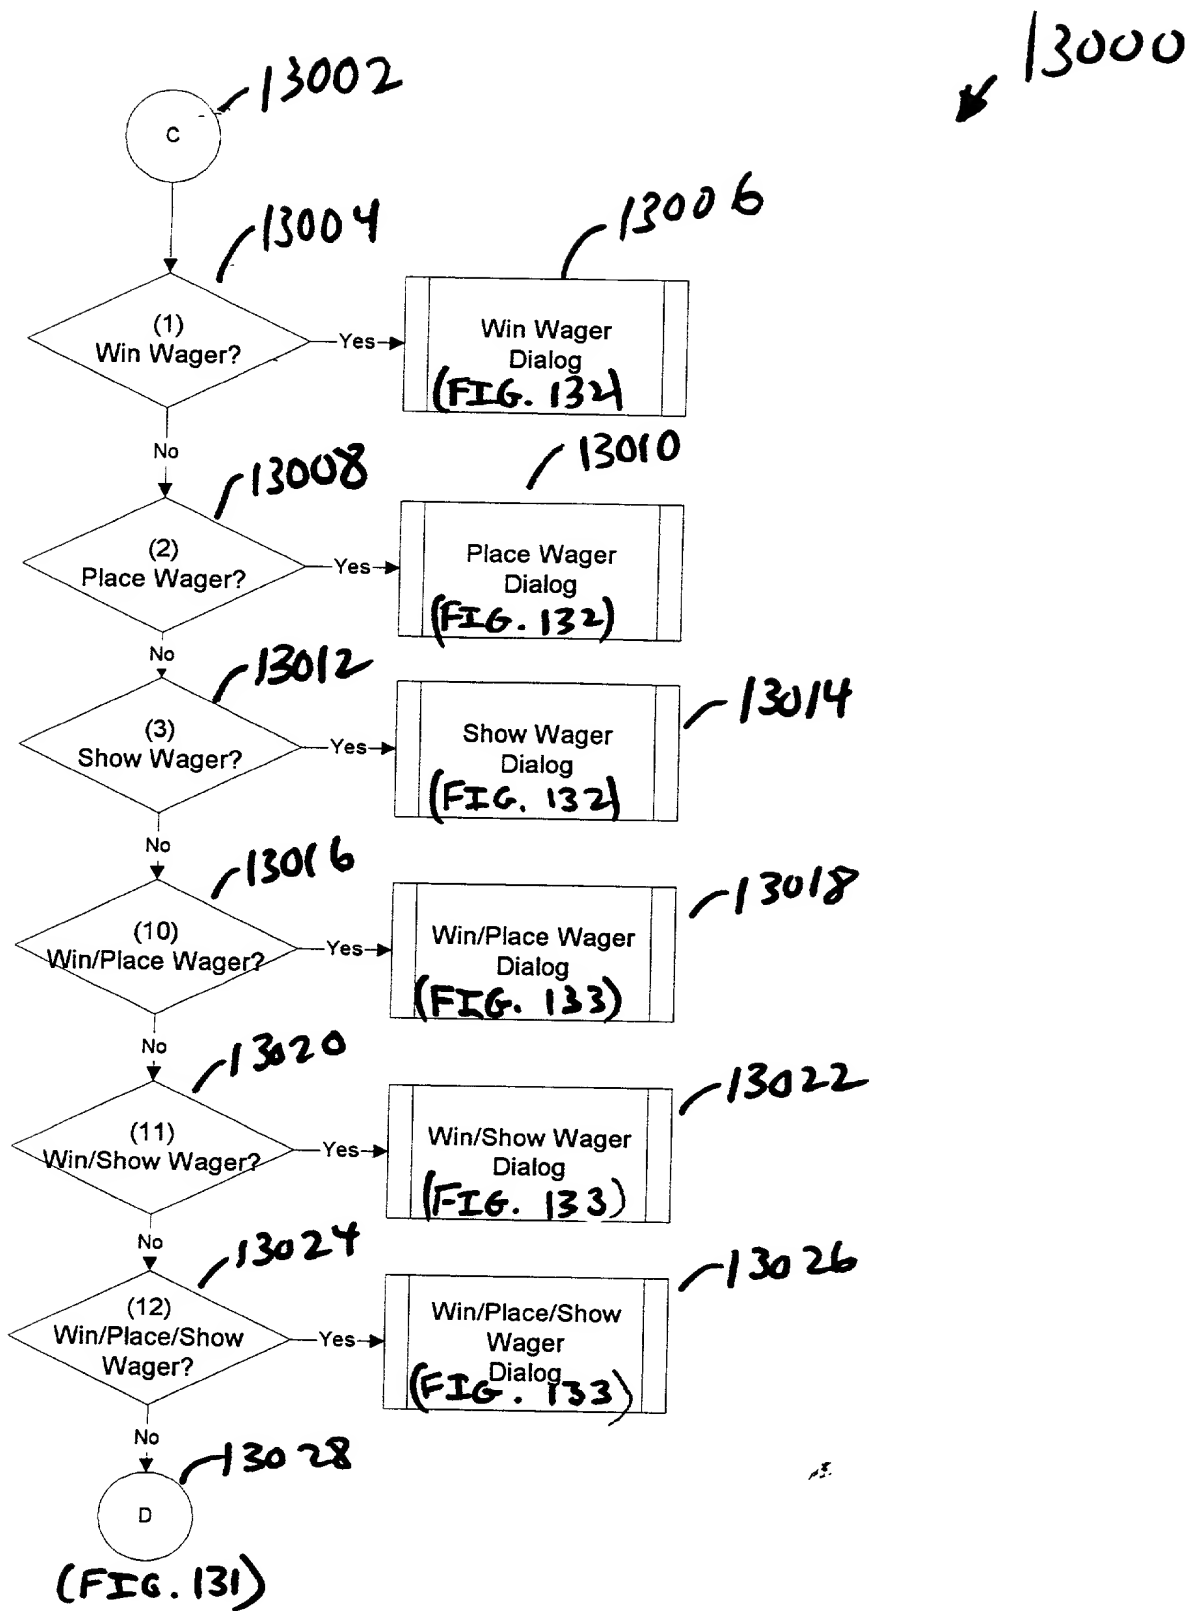 13000
13002
C
13004
13006
(1)
Win Wager?
Yes
Win Wager
Dialog
(FIG. 132)
No
13008
13010
(2)
Place Wager?
Yes
Place Wager
Dialog
(FIG. 132)
No
13012
13014
(3)
Show Wager?
Yes
Show Wager
Dialog
(FIG. 132)
No
13016
13018
(10)
Win/Place Wager?
Yes
Win/Place Wager
Dialog
(FIG. 133)
No
13020
13022
(11)
Win/Show Wager?
Yes
Win/Show Wager
Dialog
(FIG. 133)
No
13024
13026
(12)
Win/Place/Show
Wager?
Yes
Win/Place/Show
Wager
Dialog
(FIG. 133)
No
13028
D
(FIG. 131)